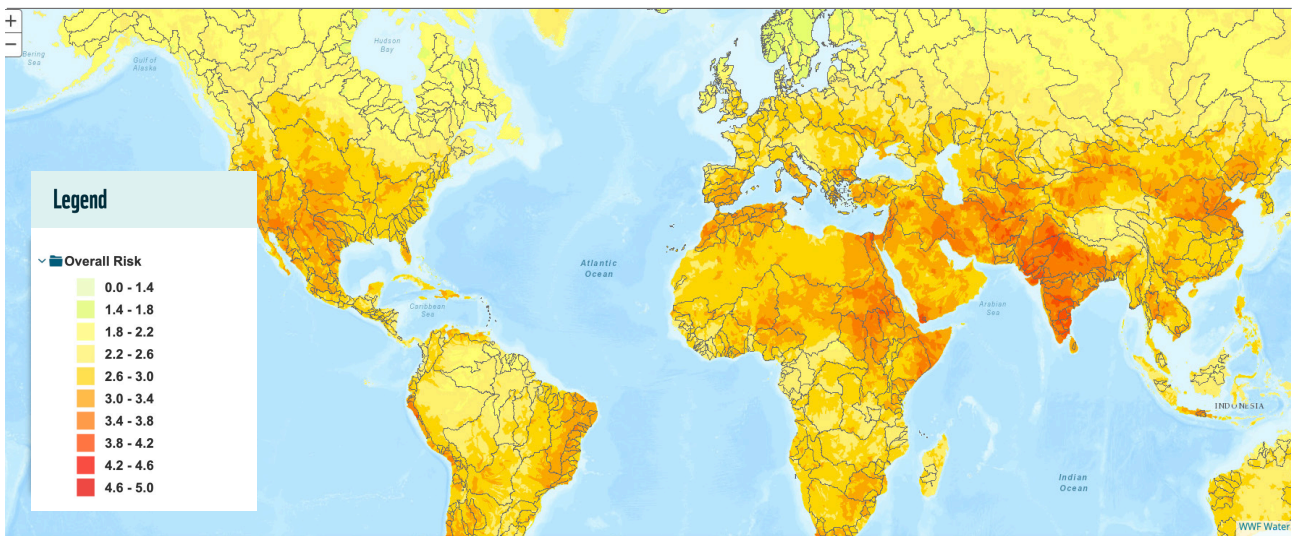 +
−
Bering
Sea
Gulf of
Alaska
Hudson
Bay
Legend
Overall Risk
0.0 - 1.4
1.4 - 1.8
1.8 - 2.2
2.2 - 2.6
2.6 - 3.0
3.0 - 3.4
3.4 - 3.8
3.8 - 4.2
4.2 - 4.6
4.6 - 5.0
Atlantic
Ocean
Caribbean
Sea
Arabian
Sea
INDONESIA
Indian
Ocean
WWF Water